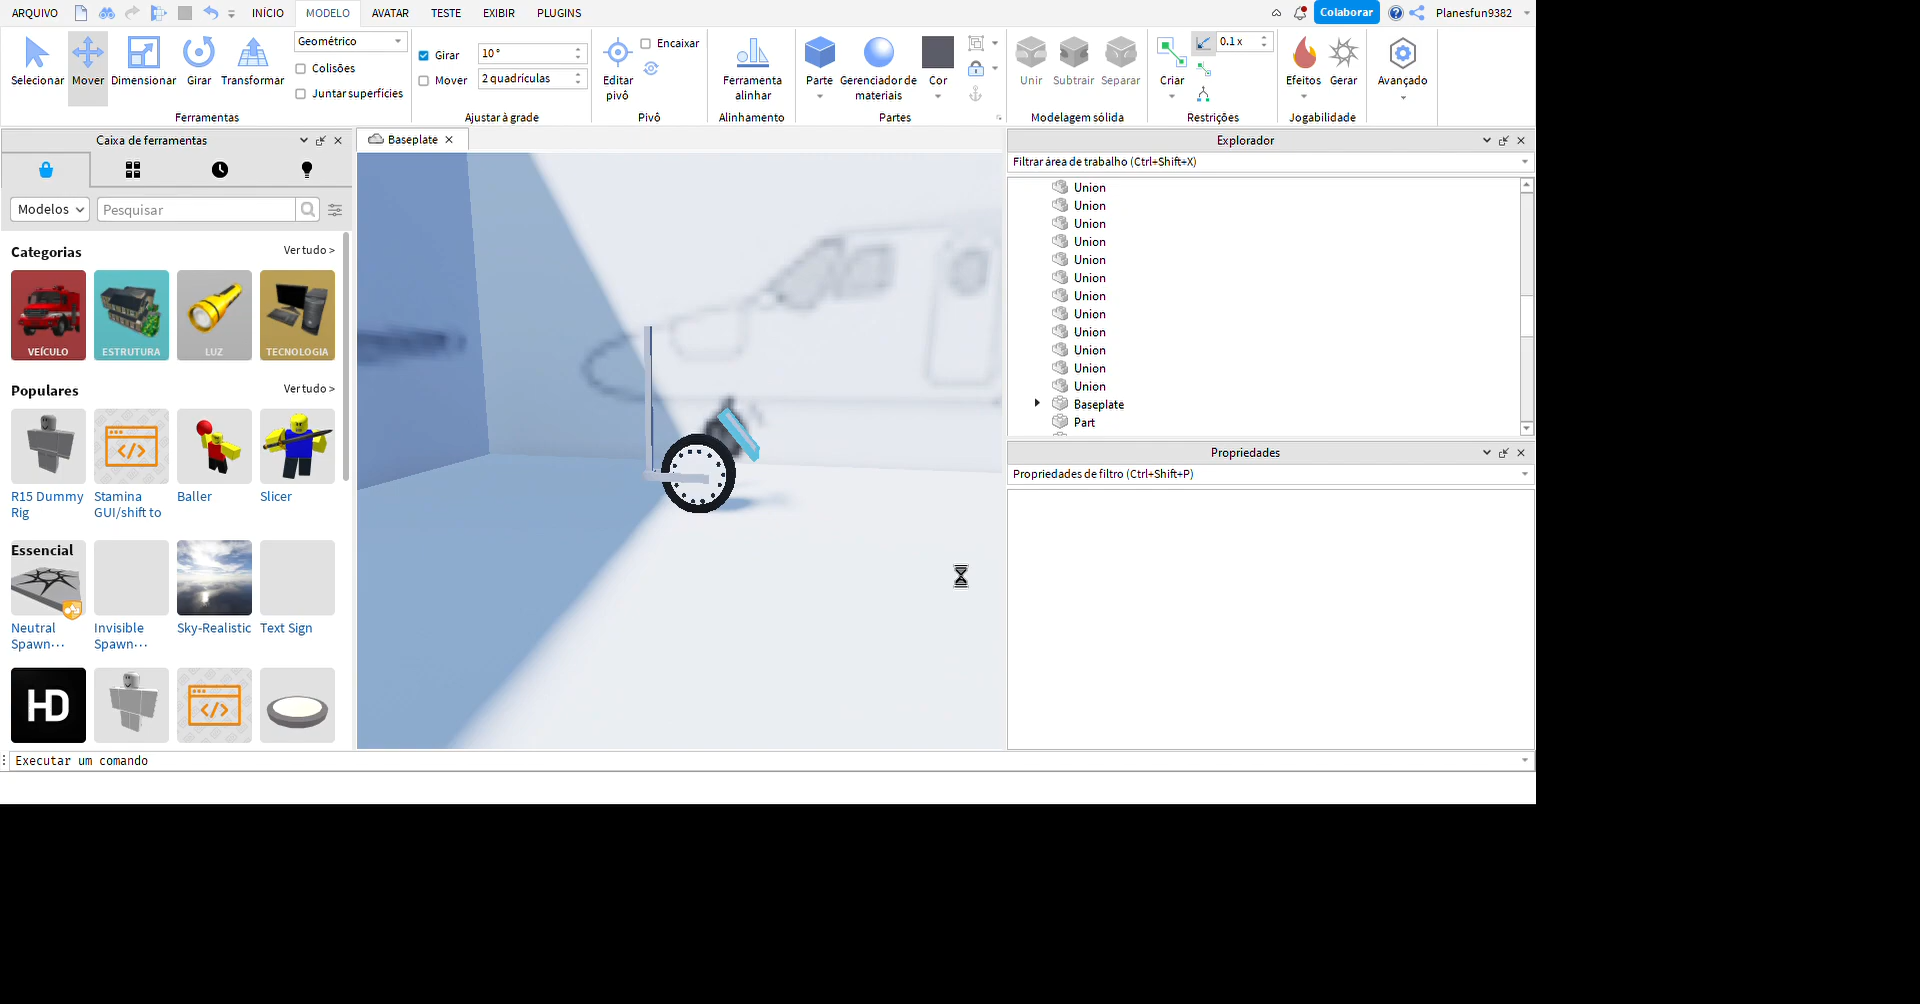 ARQUIVO INÍCIO MODELO AVATAR TESTE EXIBIR PLUGINS Colaborar Planesfun9382
Selecionar Mover Dimensionar Girar Transformar
Geométrico
Colisões
Juntar superfícies
Ferramentas
Girar 10 °
Mover 2 quadrículas
Ajustar à grade
Editar pivô
Encaixar
Pivô
Ferramenta alinhar
Alinhamento
Parte
Gerenciador de materiais
Cor
Partes
Unir Subtrair Separar
Modelagem sólida
Criar
0.1 x
Restrições
Efeitos Gerar
Jogabilidade
Avançado
Caixa de ferramentas
Modelos Pesquisar
Categorias Ver tudo >
VEÍCULO ESTRUTURA LUZ TECNOLOGIA
Populares Ver tudo >
R15 Dummy Rig
Stamina GUI/shift to
Baller
Slicer
Essencial
Neutral Spawn...
Invisible Spawn...
Sky-Realistic
Text Sign
HD
Baseplate
Explorador
Filtrar área de trabalho (Ctrl+Shift+X)
Union
Union
Union
Union
Union
Union
Union
Union
Union
Union
Union
Union
Baseplate
Part
Propriedades
Propriedades de filtro (Ctrl+Shift+P)
Executar um comando